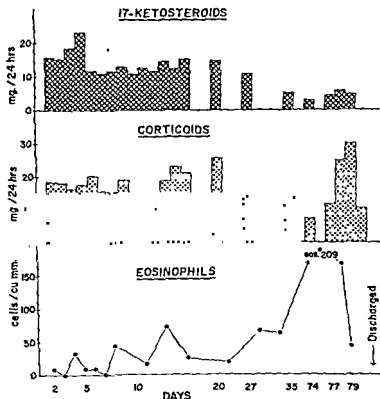 17-KETOSTEROIDS
mg./24 hrs
20
10
0
CORTICOIDS
mg/24 hrs
20
EOSINOPHILS
cells/cu mm.
eos. 209
150
100
50
0
Discharged
2 5 10 20 27 35 74 77 79
DAYS